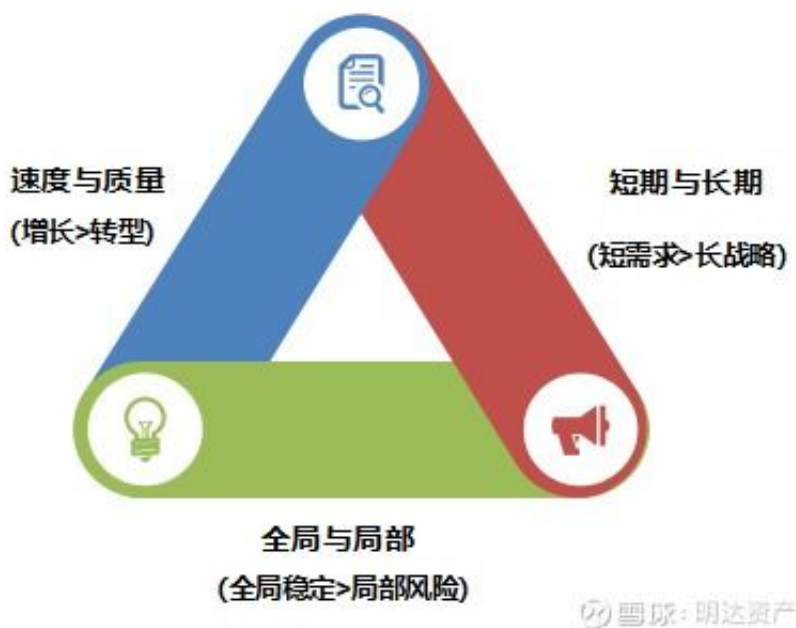 速度与质量
(增长>转型)
短期与长期
(短需求>长战略)
全局与局部
(全局稳定>局部风险)
雪球：明达资产